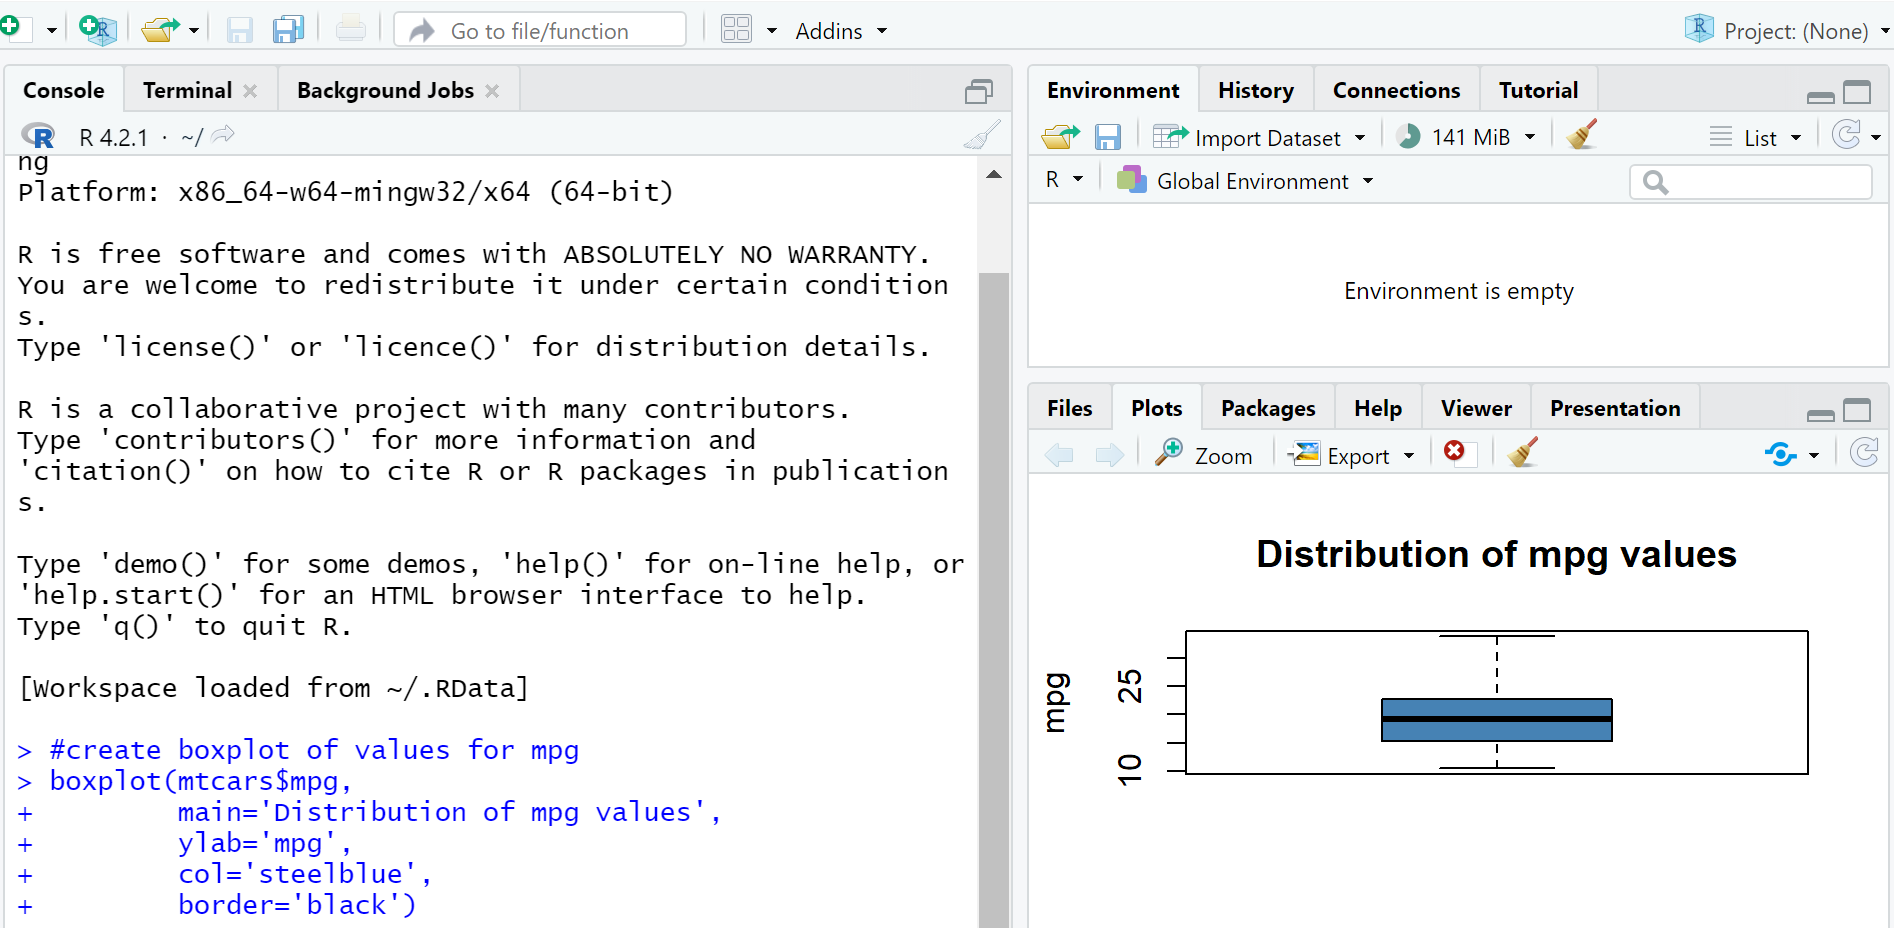 Go to file/function
Addins
Project: (None)
Console
Terminal
Background Jobs
R 4.2.1 · ~/
ng
Platform: x86_64-w64-mingw32/x64 (64-bit)
R is free software and comes with ABSOLUTELY NO WARRANTY.
You are welcome to redistribute it under certain condition
s.
Type 'license()' or 'licence()' for distribution details.
R is a collaborative project with many contributors.
Type 'contributors()' for more information and
'citation()' on how to cite R or R packages in publication
s.
Type 'demo()' for some demos, 'help()' for on-line help, or
'help.start()' for an HTML browser interface to help.
Type 'q()' to quit R.
[Workspace loaded from ~/.RData]
> #create boxplot of values for mpg
> boxplot(mtcars$mpg,
+         main='Distribution of mpg values',
+         ylab='mpg',
+         col='steelblue',
+         border='black')
Environment
History
Connections
Tutorial
Import Dataset
141 MiB
List
R
Global Environment
Environment is empty
Files
Plots
Packages
Help
Viewer
Presentation
Zoom
Export
Distribution of mpg values
mpg
25
10